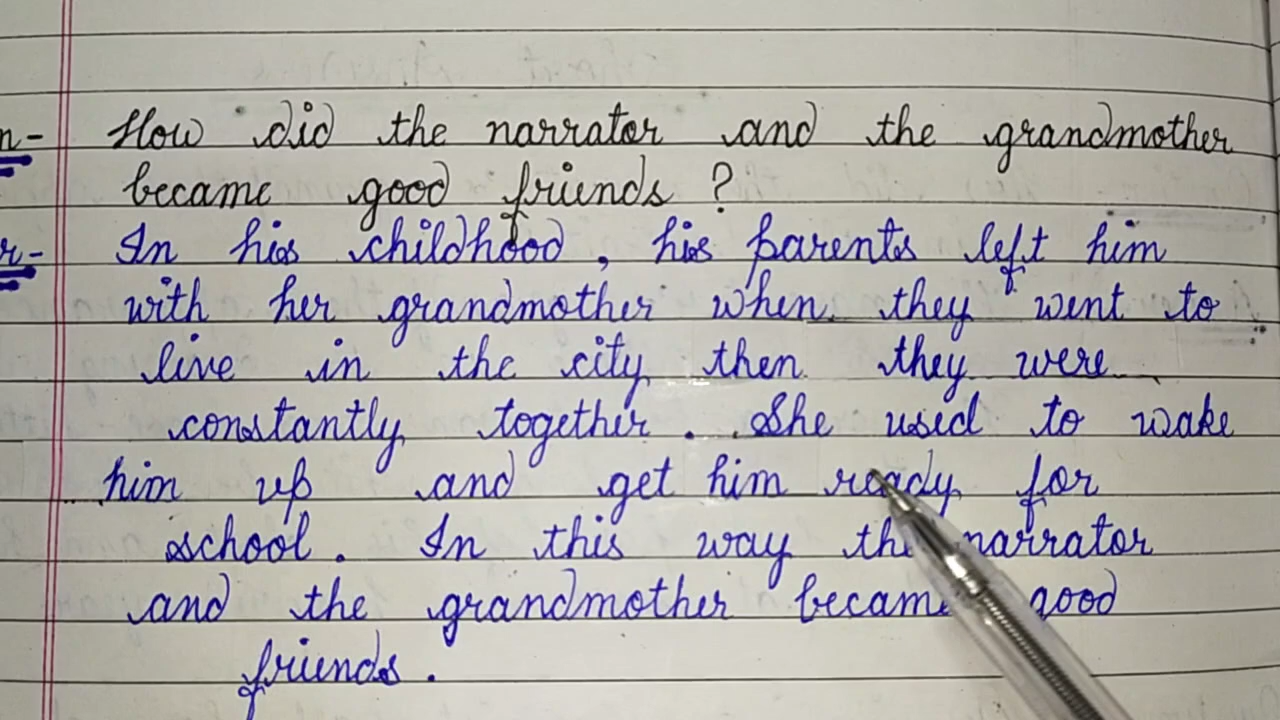 n- How did the narrator and the grandmother
became good friends ?
r- In his childhood, his parents left him
with her grandmother when they went to
live in the city then they were
constantly together. She used to wake
him up and get him ready for
school. In this way the narrator
and the grandmother became good
friends.